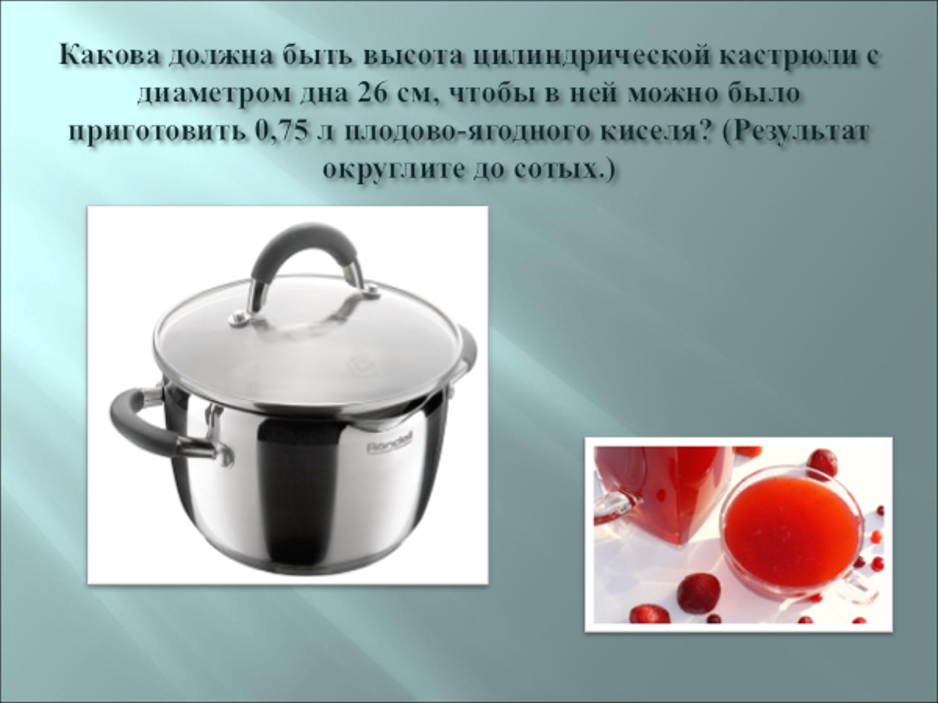 Какова должна быть высота цилиндрической кастрюли с
диаметром дна 26 см, чтобы в ней можно было
приготовить 0,75 л плодово-ягодного киселя? (Результат
округлите до сотых.)
Rondell